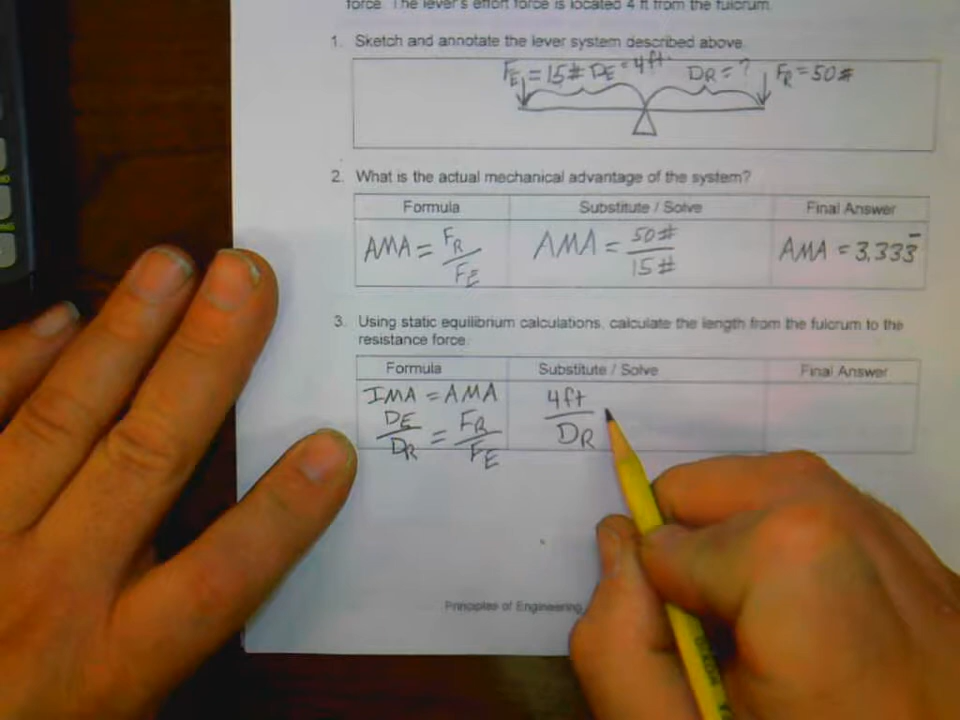 force. The lever's effort force is located 4 ft from the fulcrum.
1. Sketch and annotate the lever system described above.
FE = 15# DE = 4ft. DR = ? FR = 50#
2. What is the actual mechanical advantage of the system?
Formula Substitute / Solve Final Answer
AMA = FR/FE AMA = 50#/15# AMA = 3.333̅
3. Using static equilibrium calculations, calculate the length from the fulcrum to the
resistance force.
Formula Substitute / Solve Final Answer
IMA = AMA
DE/DR = FR/FE 4ft/DR
Principles of Engineering